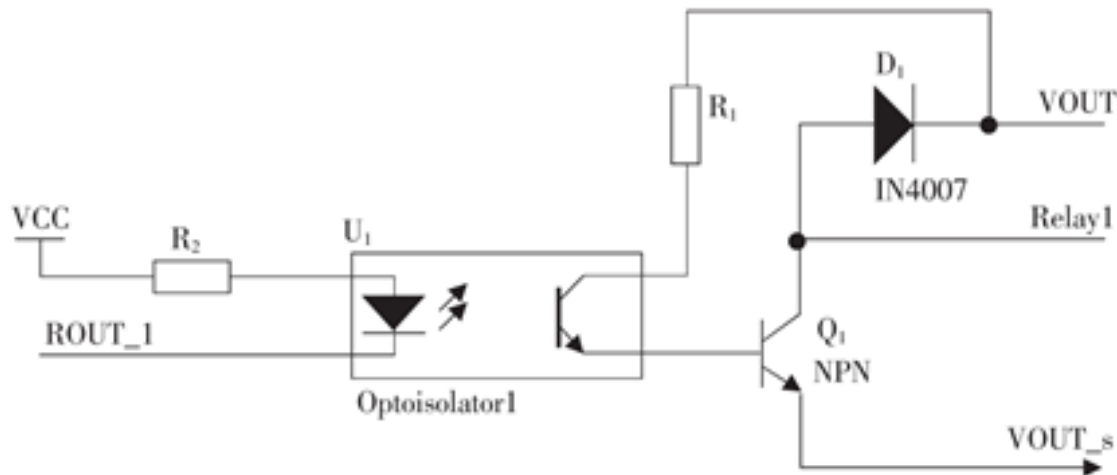 D₁
R₁
VOUT
IN4007
VCC
R₂
U₁
Relay1
ROUT_1
Q₁
NPN
Optoisolator1
VOUT_s